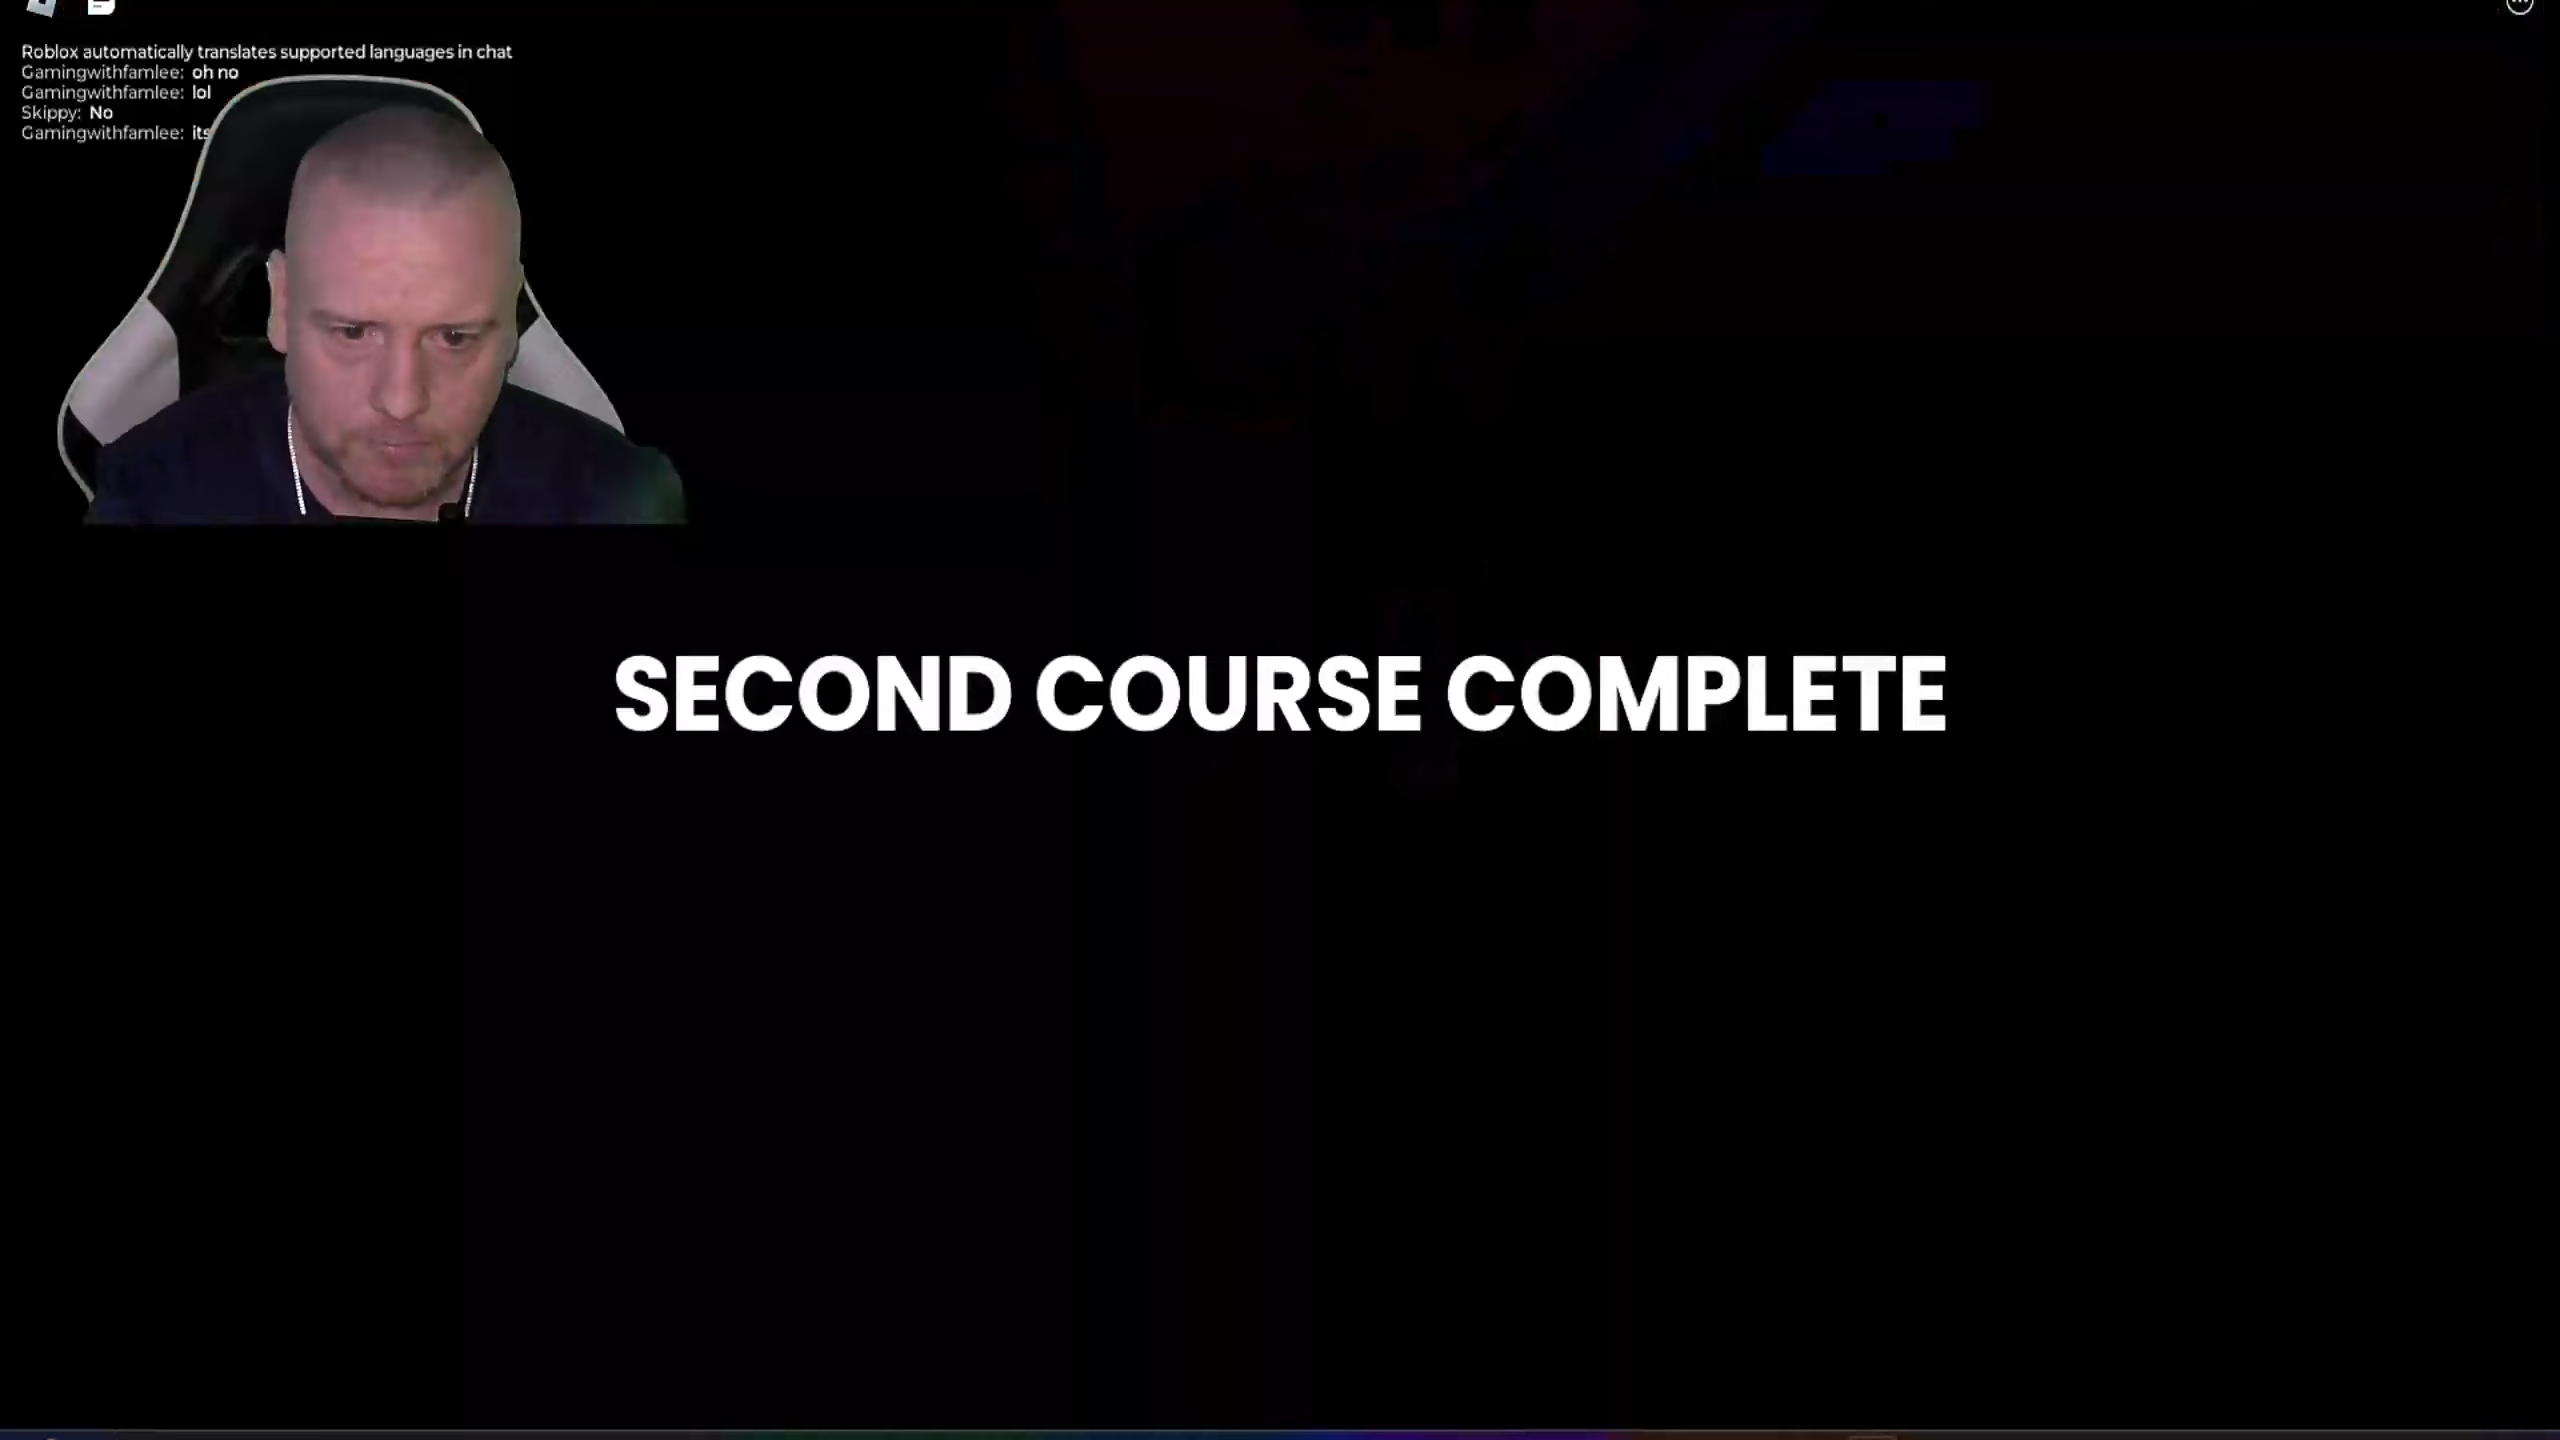 Roblox automatically translates supported languages in chat
Gamingwithfamlee: oh no
Gamingwithfamlee: lol
Skippy: No
Gamingwithfamlee: its
SECOND COURSE COMPLETE